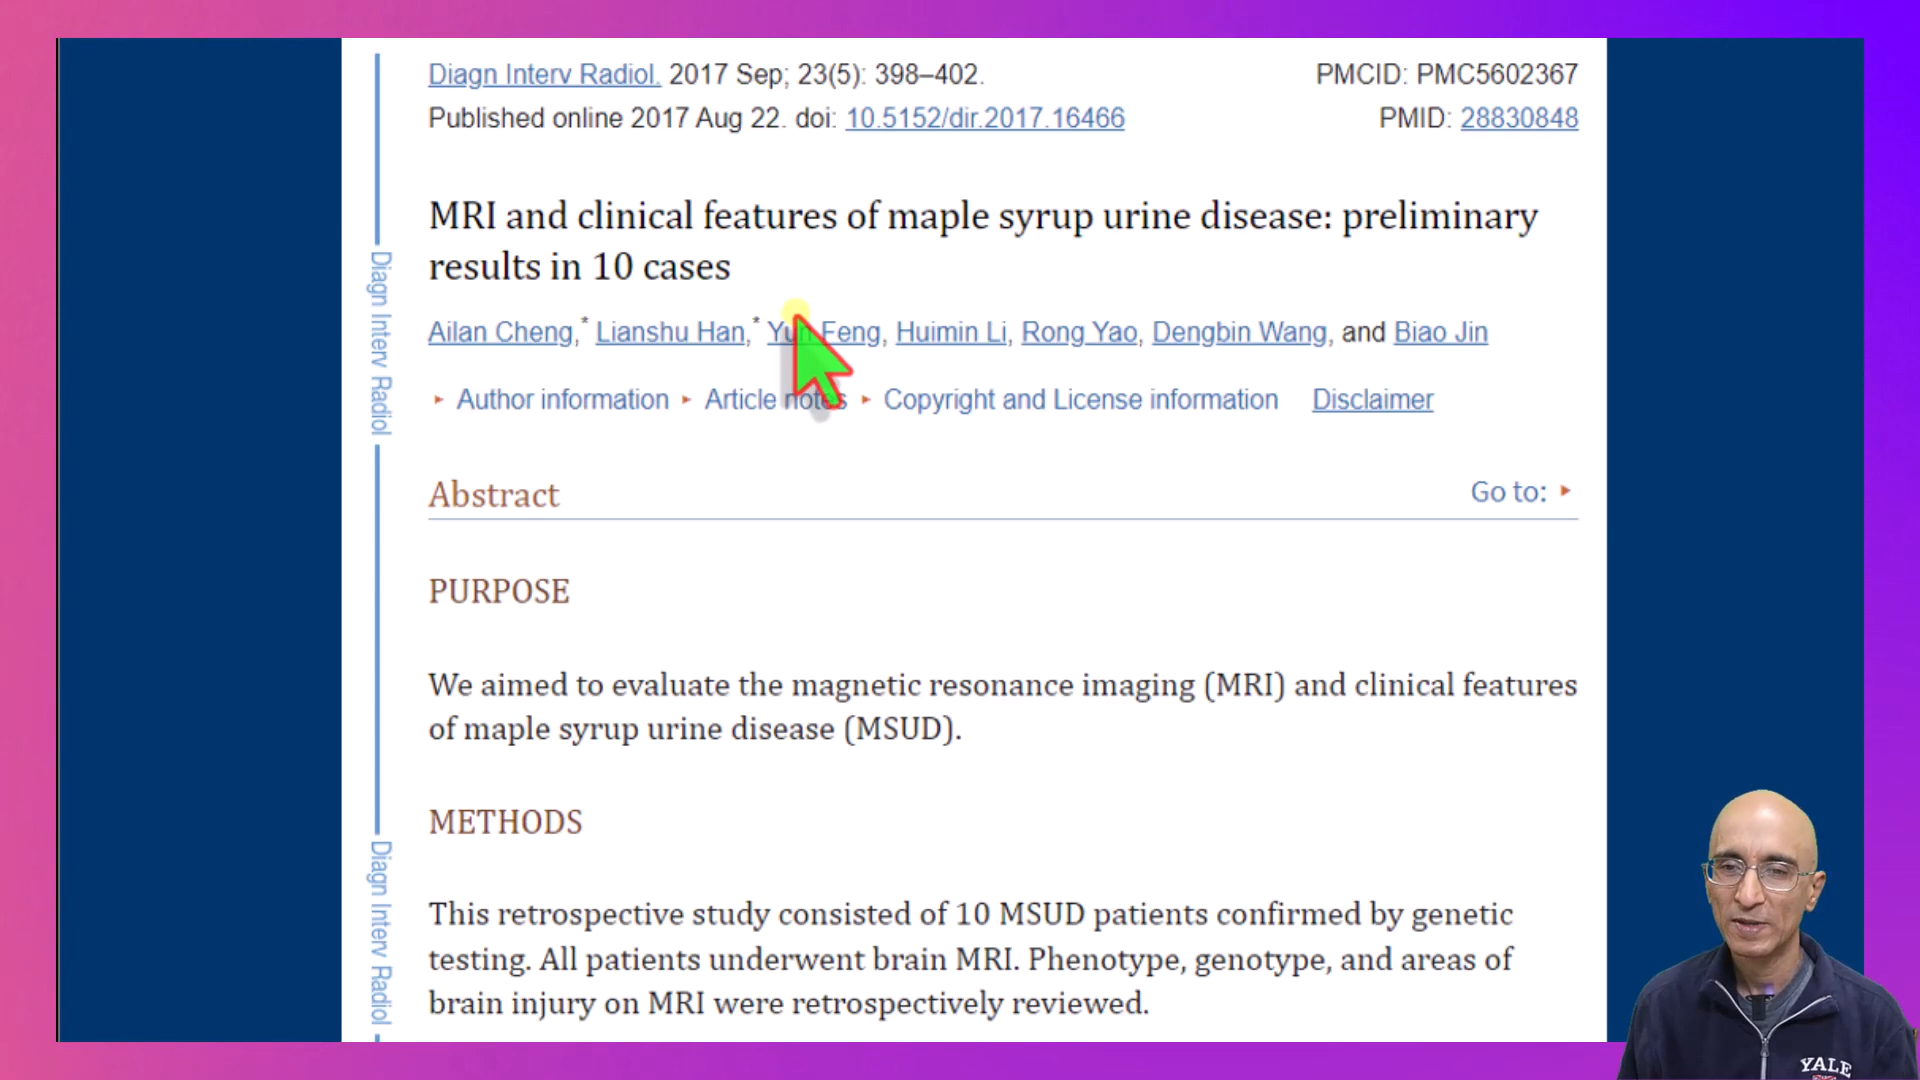 Diagn Interv Radiol. 2017 Sep; 23(5): 398–402.
PMCID: PMC5602367
Published online 2017 Aug 22. doi: 10.5152/dir.2017.16466
PMID: 28830848
MRI and clinical features of maple syrup urine disease: preliminary
results in 10 cases
Ailan Cheng,* Lianshu Han,* Yun Feng, Huimin Li, Rong Yao, Dengbin Wang, and Biao Jin
Author information Article notes Copyright and License information Disclaimer
Abstract
Go to:
PURPOSE
We aimed to evaluate the magnetic resonance imaging (MRI) and clinical features
of maple syrup urine disease (MSUD).
METHODS
This retrospective study consisted of 10 MSUD patients confirmed by genetic
testing. All patients underwent brain MRI. Phenotype, genotype, and areas of
brain injury on MRI were retrospectively reviewed.
Diagn Interv Radiol
Diagn Interv Radiol
YALE